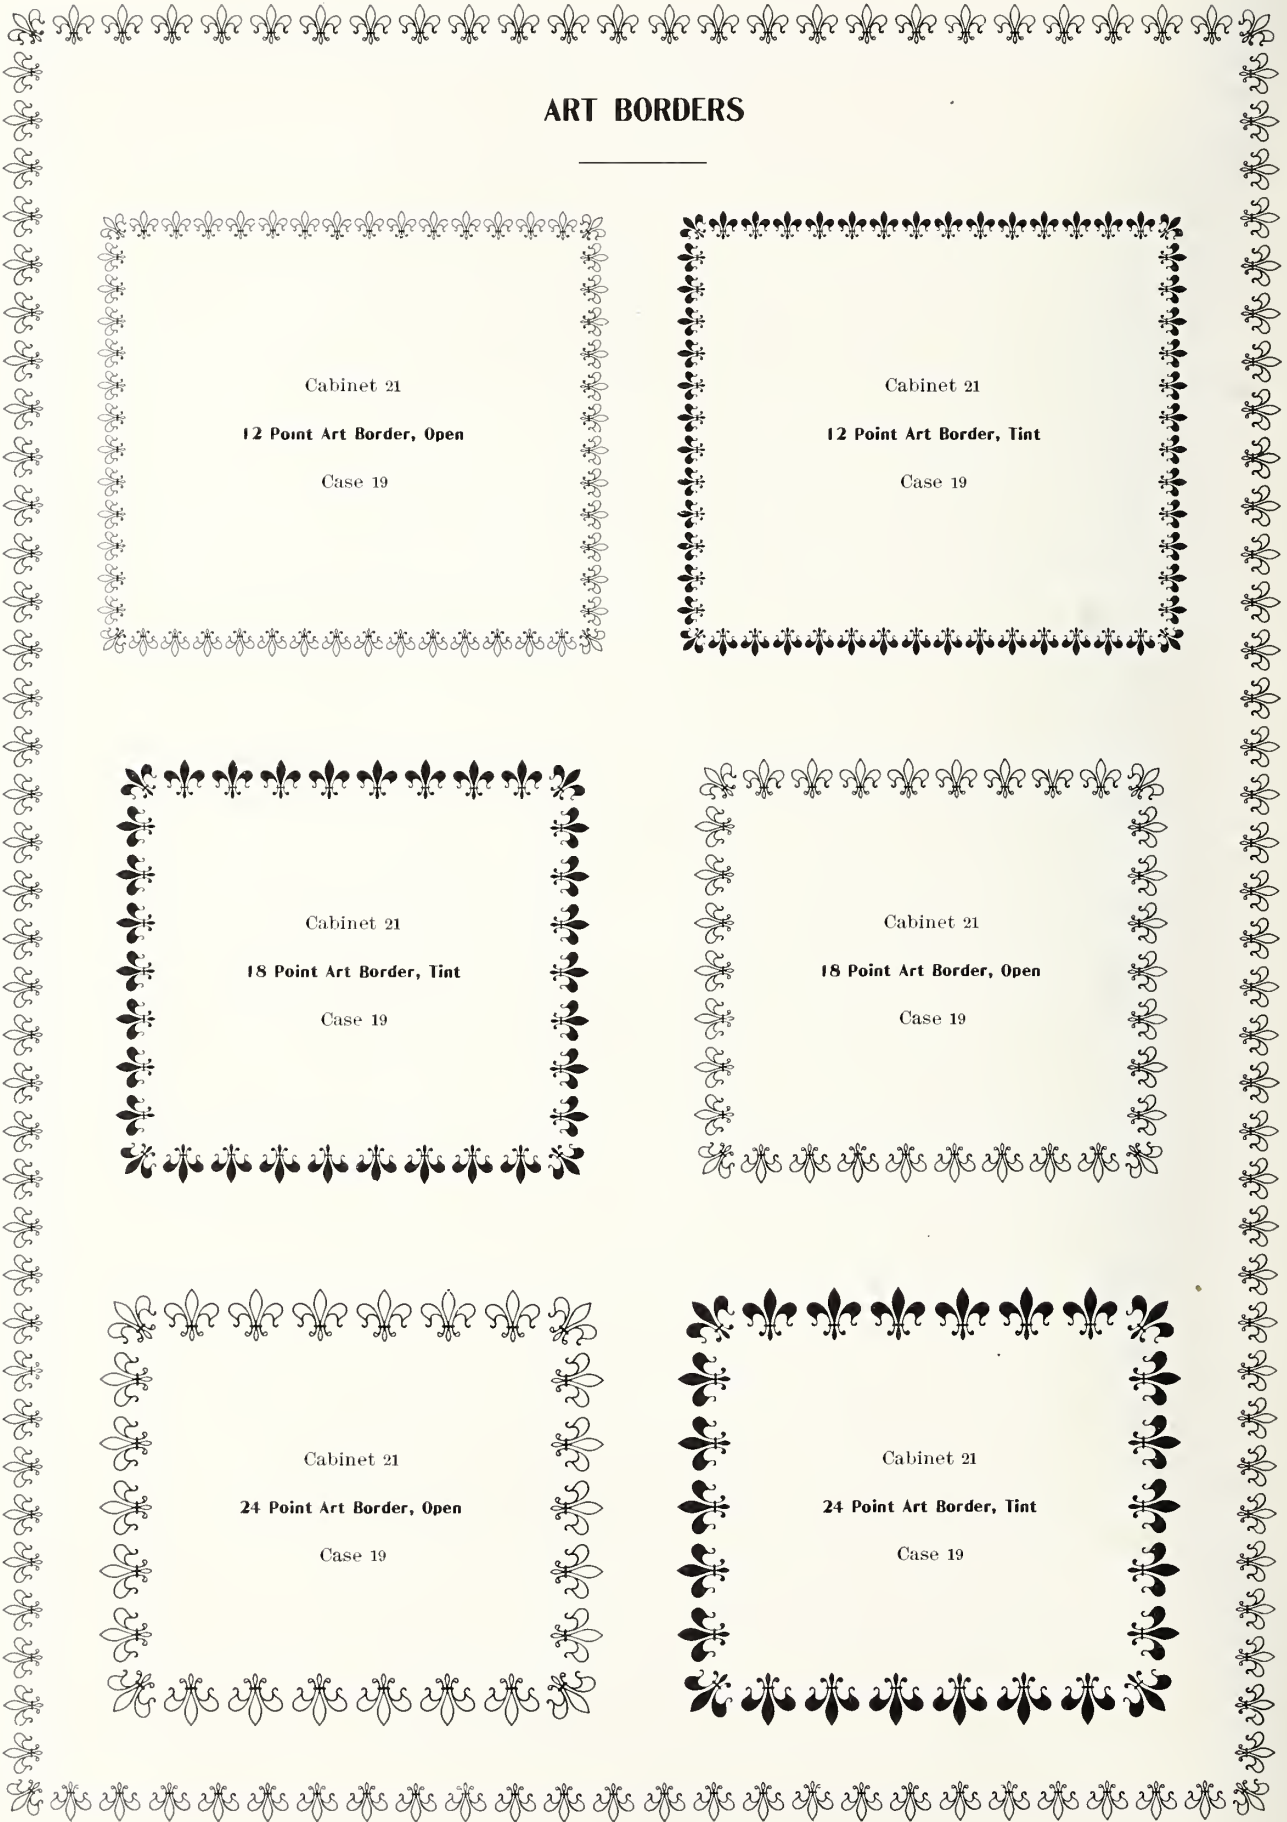 ART BORDERS
Cabinet 21
12 Point Art Border, Open
Case 19
Cabinet 21
12 Point Art Border, Tint
Case 19
Cabinet 21
18 Point Art Border, Tint
Case 19
Cabinet 21
18 Point Art Border, Open
Case 19
Cabinet 21
24 Point Art Border, Open
Case 19
Cabinet 21
24 Point Art Border, Tint
Case 19